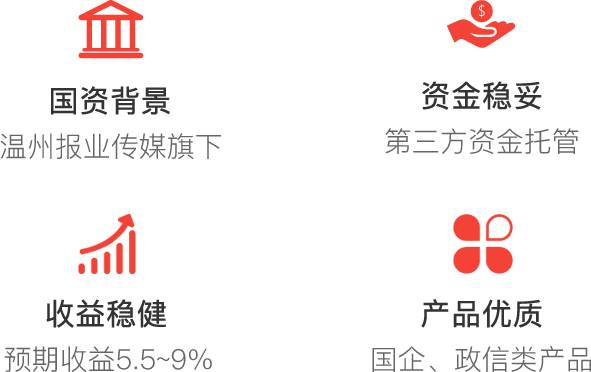 $
国资背景
资金稳妥
温州报业传媒旗下
第三方资金托管
收益稳健
产品优质
预期收益5.5~9%
国企、政信类产品